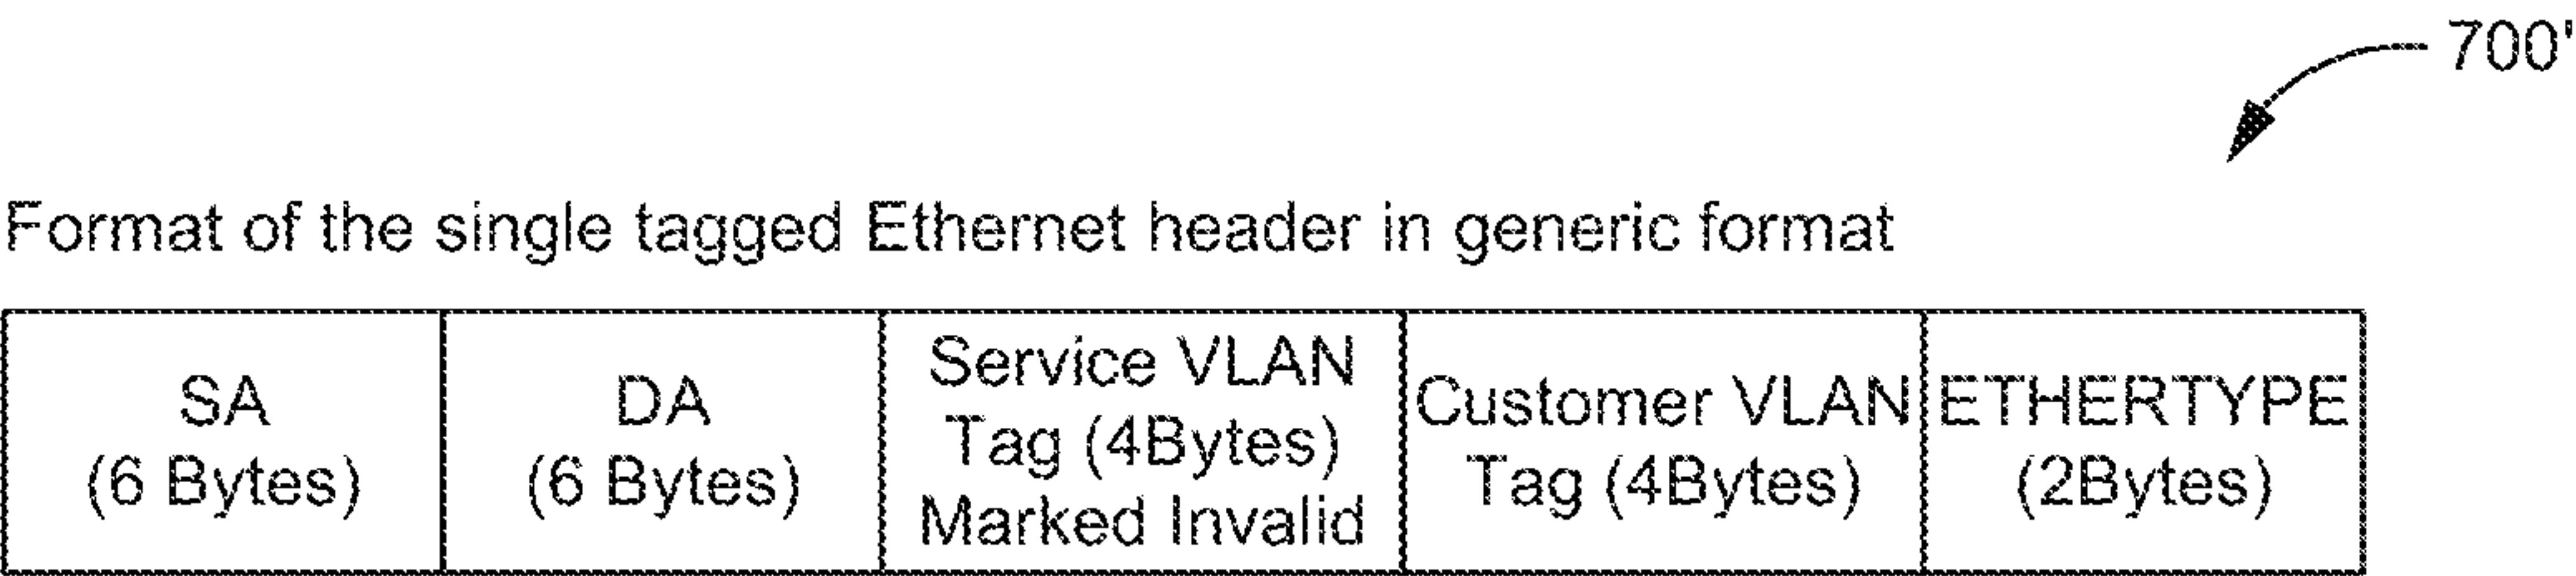 700'
Format of the single tagged Ethernet header in generic format
SA
(6 Bytes)
DA
(6 Bytes)
Service VLAN
Tag (4Bytes)
Marked Invalid
Customer VLAN
Tag (4Bytes)
ETHERTYPE
(2Bytes)